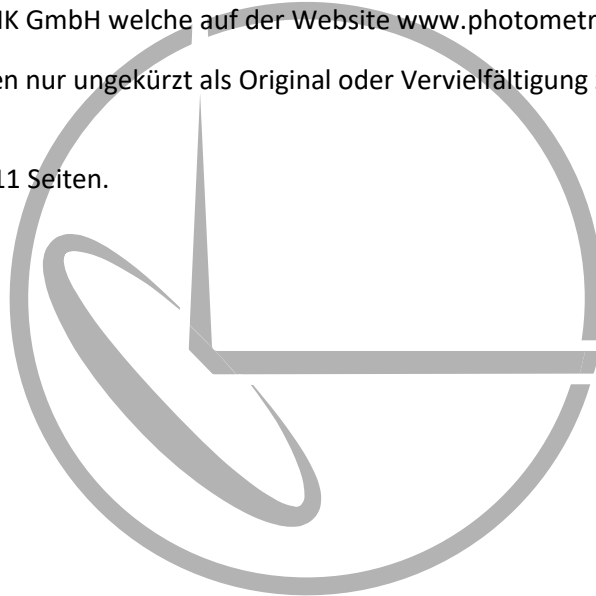 IK GmbH welche auf der Website www.photometr
en nur ungekürzt als Original oder Vervielfältigung
11 Seiten.